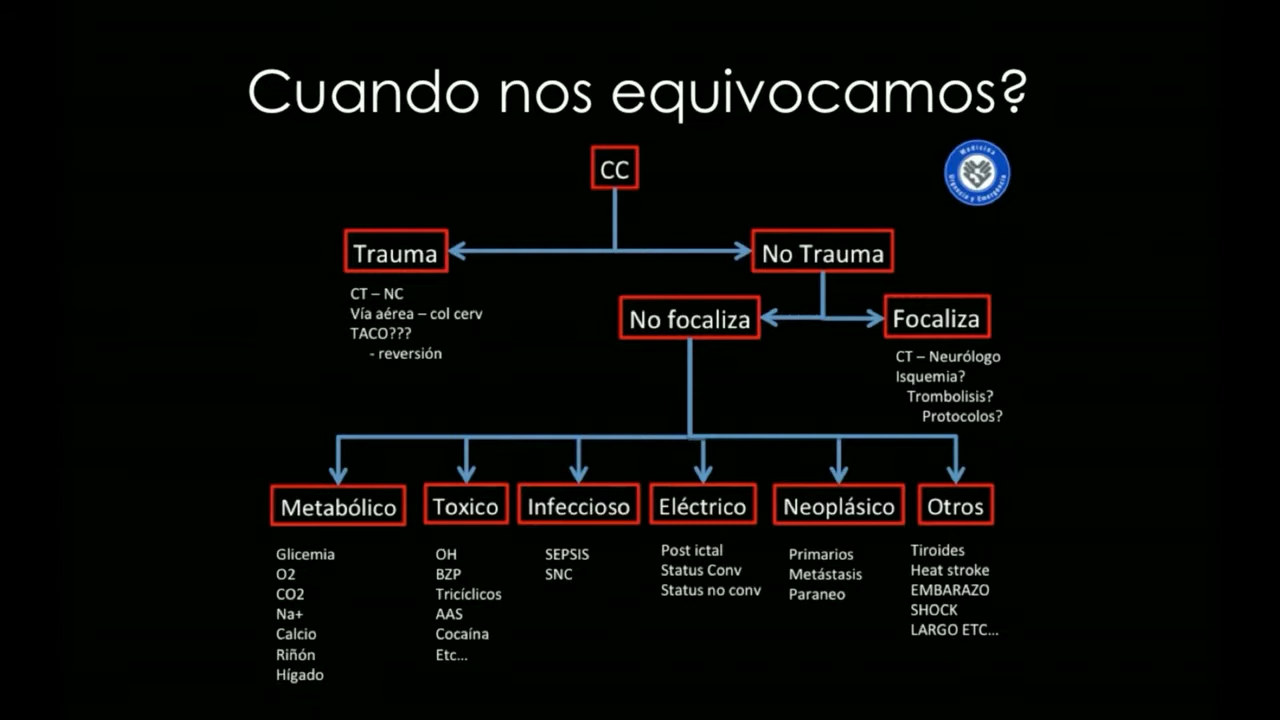 Cuando nos equivocamos?
CC
Medicina
Urgencia y Emergencia
Trauma
No Trauma
CT – NC
Vía aérea – col cerv
TACO???
- reversión
No focaliza
Focaliza
CT – Neurólogo
Isquemia?
Trombolisis?
Protocolos?
Metabólico
Toxico
Infeccioso
Eléctrico
Neoplásico
Otros
Glicemia
O2
CO2
Na+
Calcio
Riñón
Hígado
OH
BZP
Tricíclicos
AAS
Cocaína
Etc...
SEPSIS
SNC
Post ictal
Status Conv
Status no conv
Primarios
Metástasis
Paraneo
Tiroides
Heat stroke
EMBARAZO
SHOCK
LARGO ETC...